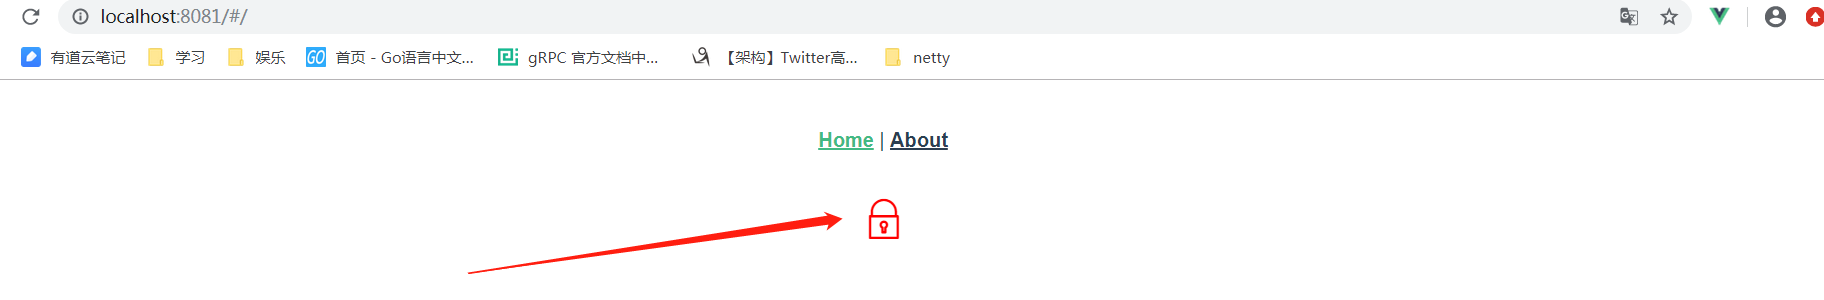 localhost:8081/#/
有道云笔记 学习 娱乐 GO 首页 - Go语言中文... gRPC 官方文档中... 【架构】Twitter高... netty
Home | About